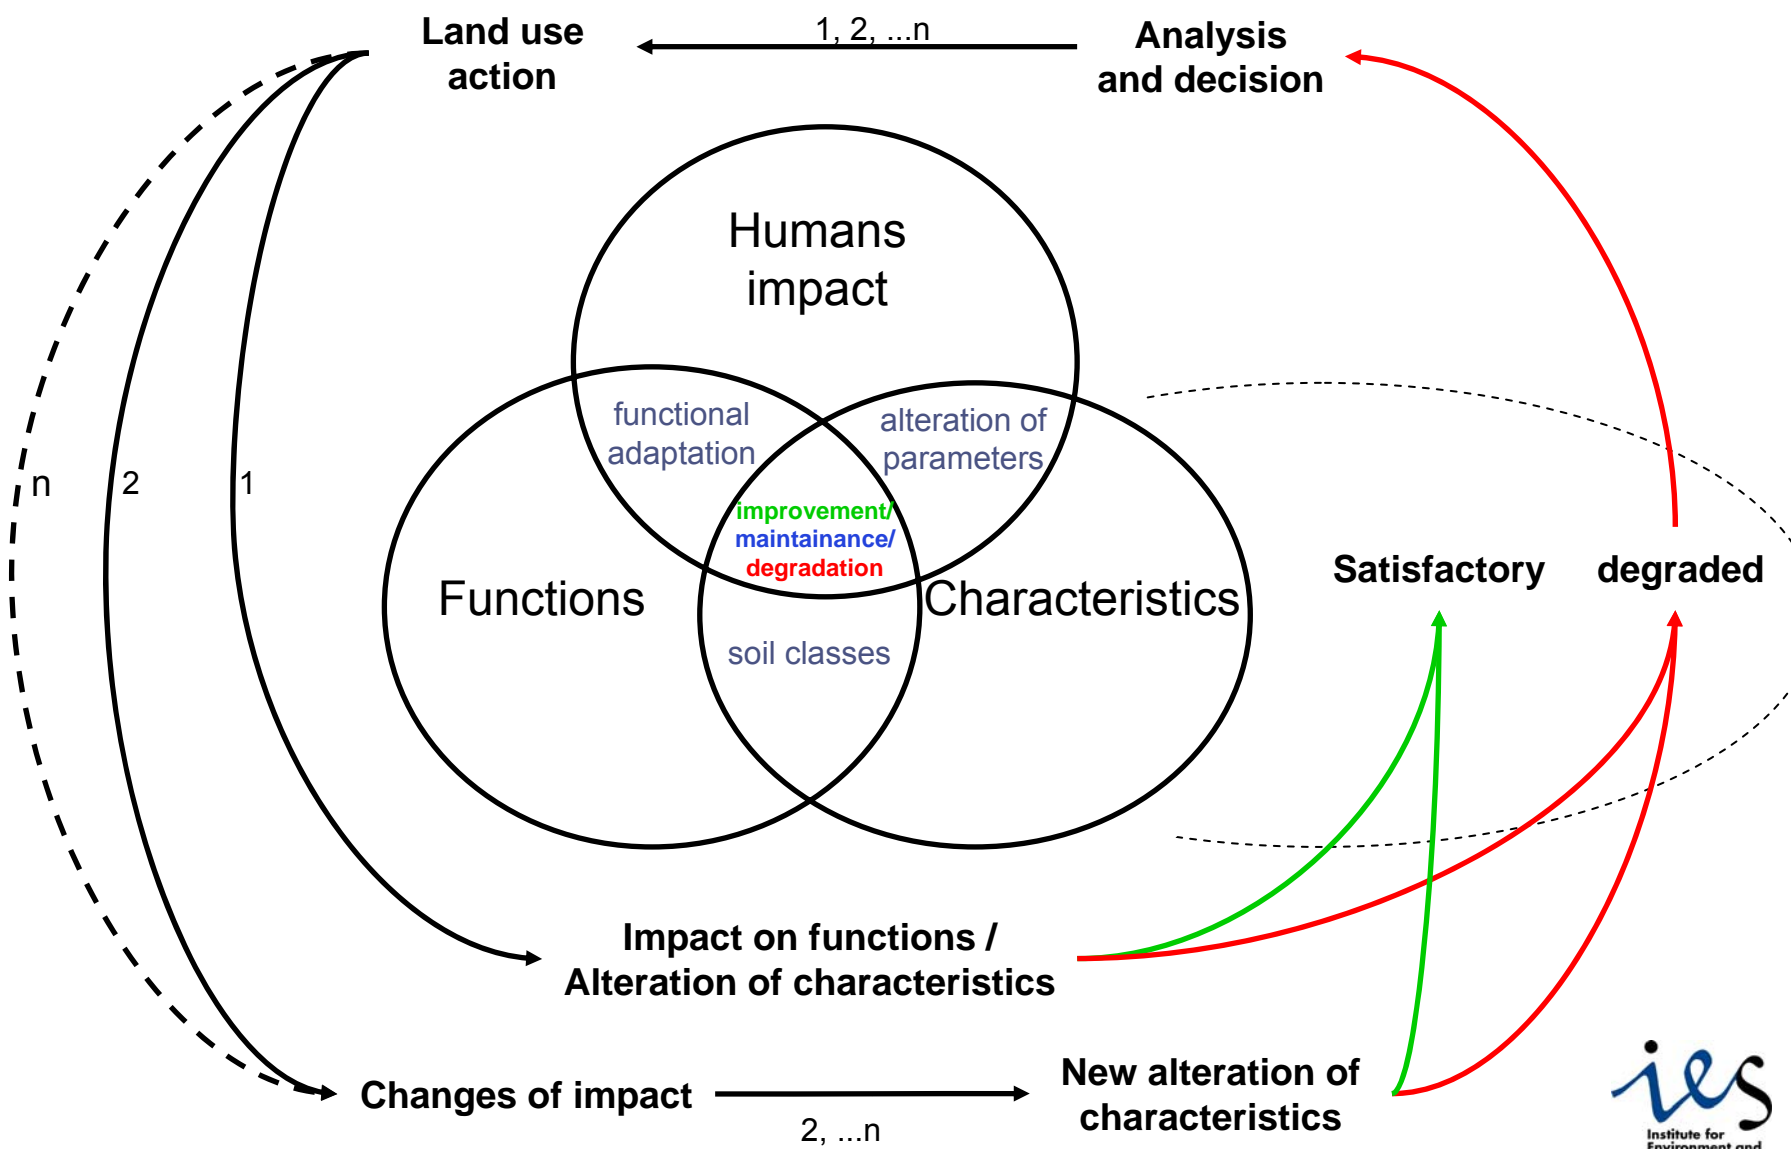 Land use
action
1, 2, ...n
Analysis
and decision
Humans
impact
functional
adaptation
alteration of
parameters
n
2
1
improvement/
maintainance/
degradation
Functions
Characteristics
soil classes
Satisfactory
degraded
Impact on functions /
Alteration of characteristics
Changes of impact
2, ...n
New alteration of
characteristics
ies
Institute for
Environment and